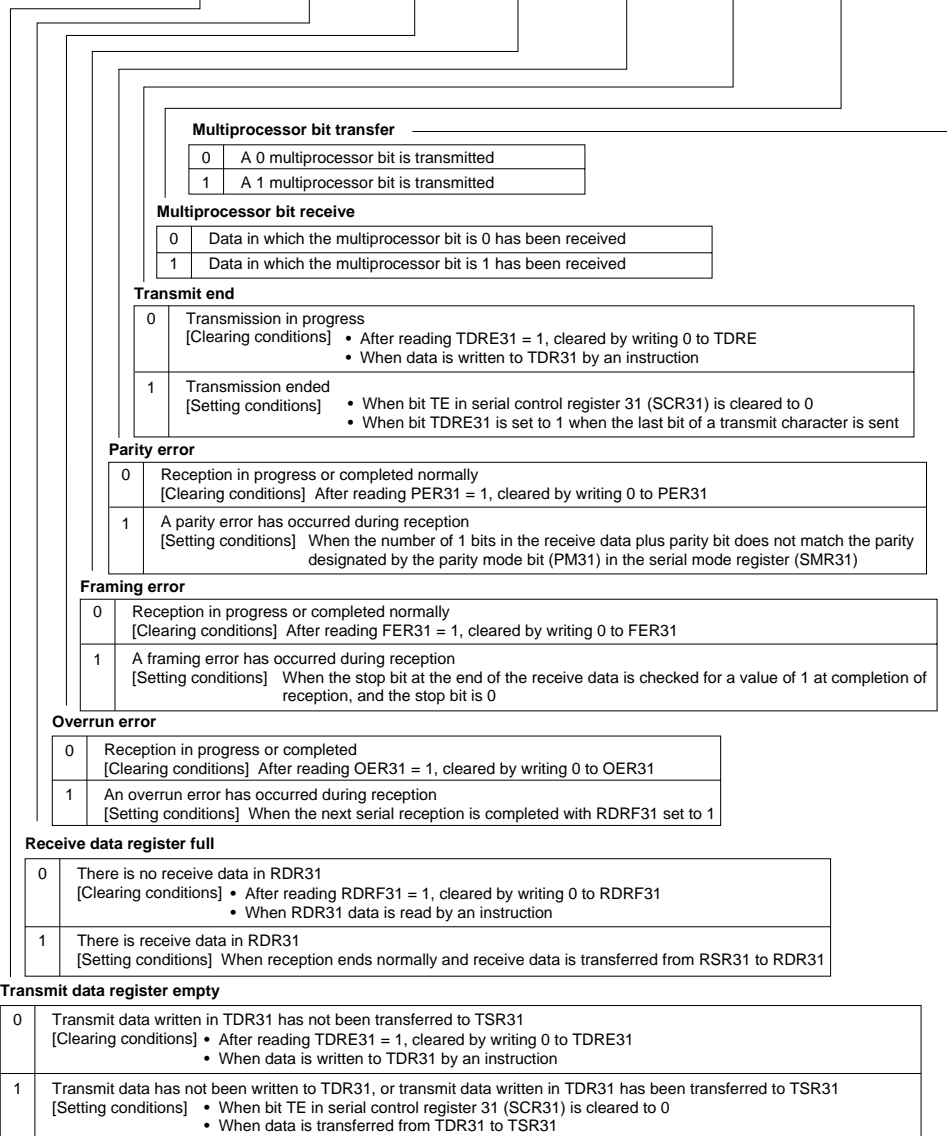 Multiprocessor bit transfer
0 A 0 multiprocessor bit is transmitted
1 A 1 multiprocessor bit is transmitted
Multiprocessor bit receive
0 Data in which the multiprocessor bit is 0 has been received
1 Data in which the multiprocessor bit is 1 has been received
Transmit end
0 Transmission in progress
[Clearing conditions] • After reading TDRE31 = 1, cleared by writing 0 to TDRE
• When data is written to TDR31 by an instruction
1 Transmission ended
[Setting conditions] • When bit TE in serial control register 31 (SCR31) is cleared to 0
• When bit TDRE31 is set to 1 when the last bit of a transmit character is sent
Parity error
0 Reception in progress or completed normally
[Clearing conditions] After reading PER31 = 1, cleared by writing 0 to PER31
1 A parity error has occurred during reception
[Setting conditions] When the number of 1 bits in the receive data plus parity bit does not match the parity
designated by the parity mode bit (PM31) in the serial mode register (SMR31)
Framing error
0 Reception in progress or completed normally
[Clearing conditions] After reading FER31 = 1, cleared by writing 0 to FER31
1 A framing error has occurred during reception
[Setting conditions] When the stop bit at the end of the receive data is checked for a value of 1 at completion of
reception, and the stop bit is 0
Overrun error
0 Reception in progress or completed
[Clearing conditions] After reading OER31 = 1, cleared by writing 0 to OER31
1 An overrun error has occurred during reception
[Setting conditions] When the next serial reception is completed with RDRF31 set to 1
Receive data register full
0 There is no receive data in RDR31
[Clearing conditions] • After reading RDRF31 = 1, cleared by writing 0 to RDRF31
• When RDR31 data is read by an instruction
1 There is receive data in RDR31
[Setting conditions] When reception ends normally and receive data is transferred from RSR31 to RDR31
Transmit data register empty
0 Transmit data written in TDR31 has not been transferred to TSR31
[Clearing conditions] • After reading TDRE31 = 1, cleared by writing 0 to TDRE31
• When data is written to TDR31 by an instruction
1 Transmit data has not been written to TDR31, or transmit data written in TDR31 has been transferred to TSR31
[Setting conditions] • When bit TE in serial control register 31 (SCR31) is cleared to 0
• When data is transferred from TDR31 to TSR31